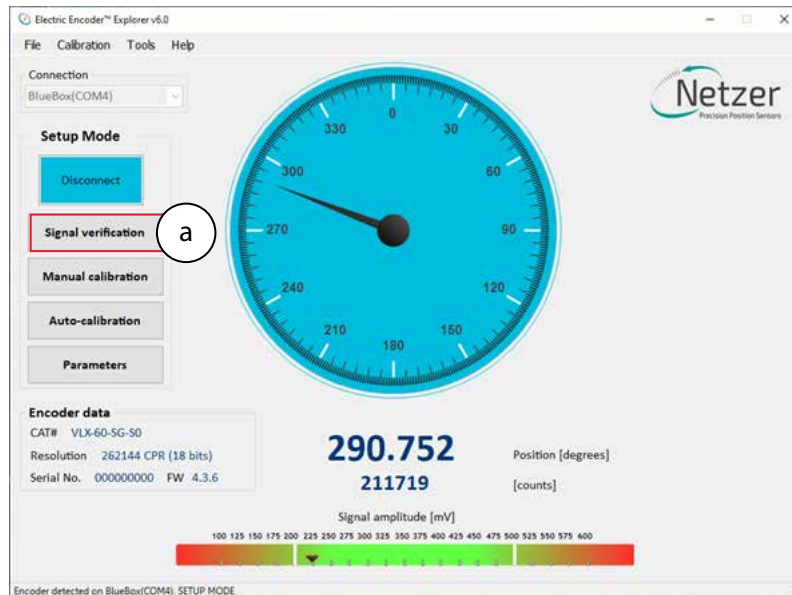 Electric Encoder™ Explorer v6.0
File Calibration Tools Help
Connection
BlueBox(COM4)
Netzer
Precision Position Sensors
Setup Mode
Disconnect
Signal verification
a
Manual calibration
Auto-calibration
Parameters
0
30
60
90
120
150
180
210
240
270
300
330
Encoder data
CAT# VLX-60-SG-S0
Resolution 262144 CPR (18 bits)
Serial No. 000000000 FW 4.3.6
290.752 Position [degrees]
211719 [counts]
Signal amplitude [mV]
100 125 150 175 200 225 250 275 300 325 350 375 400 425 450 475 500 525 550 575 600
Encoder detected on BlueBox(COM4). SETUP MODE